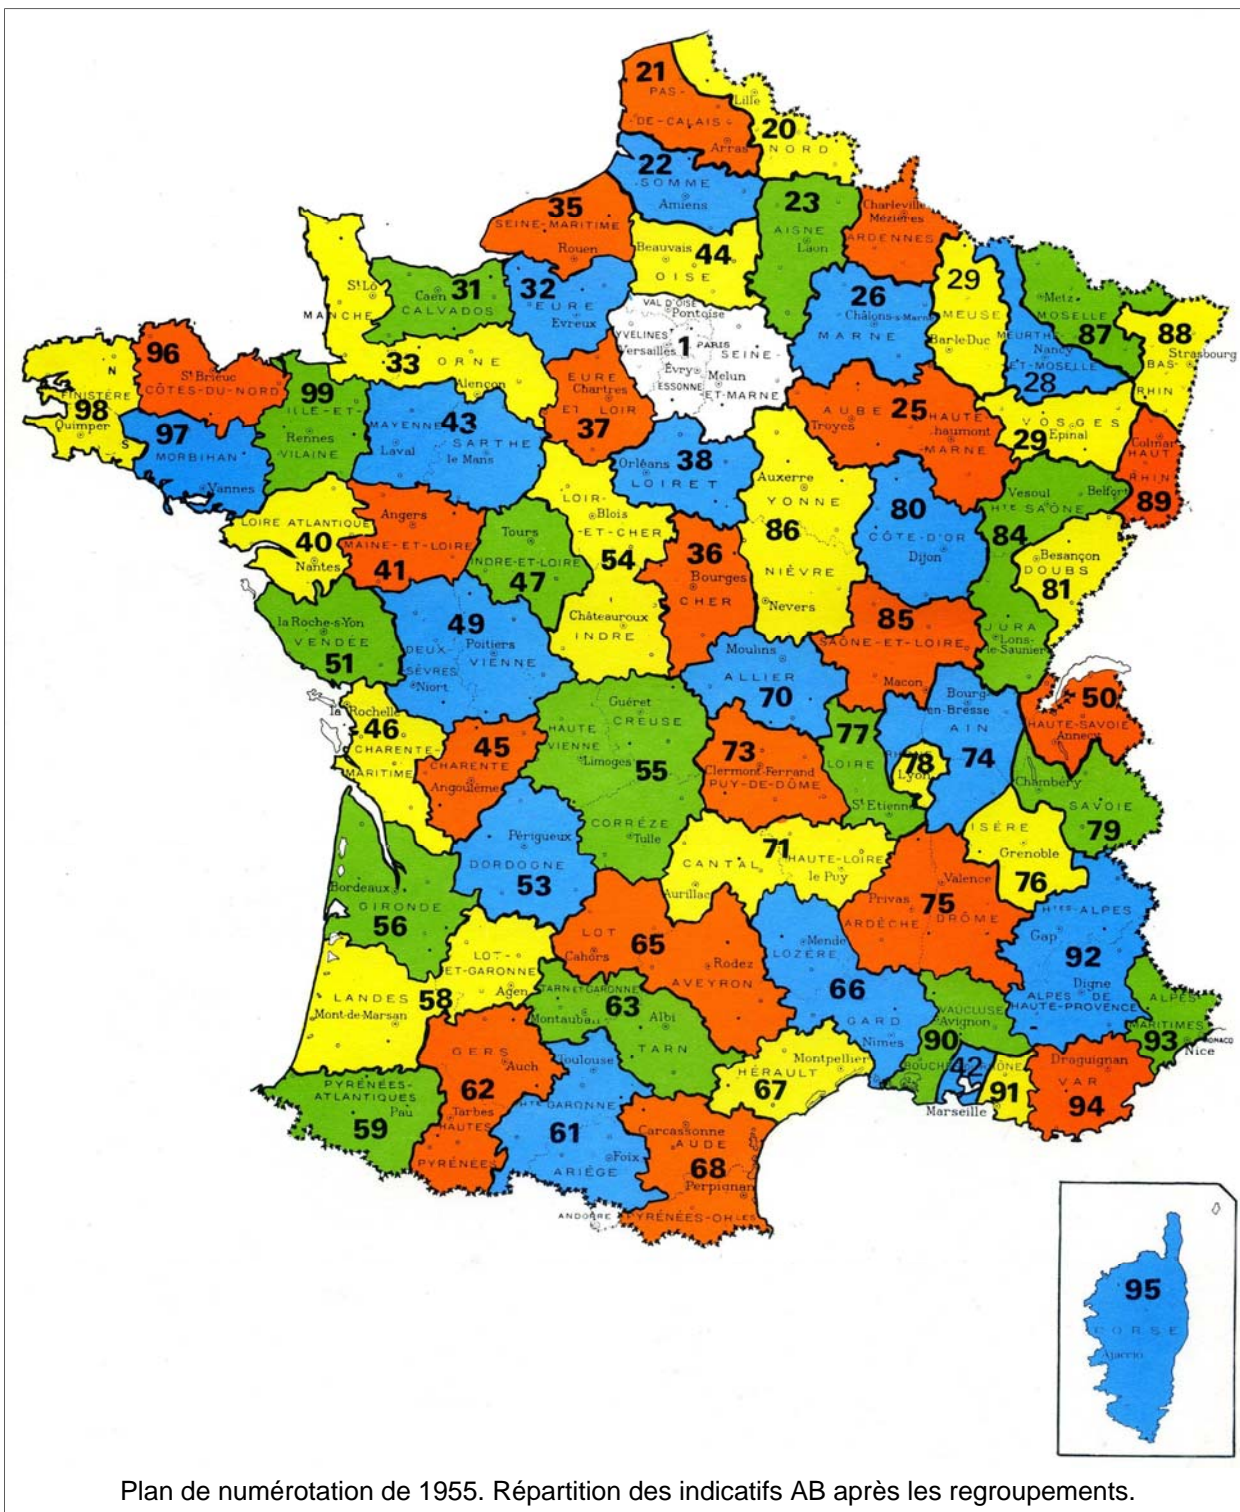 21
PAS-
-DE-CALAIS-
Arras
Lille
20
NORD
22
SOMME
Amiens
35
SEINE-MARITIME
Rouen
23
AISNE
Laon
Charleville
Mézières
ARDENNES
Beauvais
44
OISE
St Lô
MANCHE
Caen
31
CALVADOS
32
EURE
Evreux
VAL D'OISE
Pontoise
YVELINES
Versailles
1
PARIS
SEINE-
Évry
Melun
ESSONNE
ET-MARNE
26
Châlons-s-Marne
MARNE
29
MEUSE
Bar-le-Duc
Metz
MOSELLE
87
MEURTHE-
Nancy
ET-MOSELLE
28
88
Strasbourg
BAS-
RHIN
33
ORNE
Alençon
96
St Brieuc
CÔTES-DU-NORD
N
FINISTÈRE
98
Quimper
S
97
MORBIHAN
Vannes
99
ILLE-ET-
Rennes
VILAINE
MAYENNE
43
Laval
SARTHE
le Mans
EURE
Chartres
ET LOIR
37
Orléans
38
LOIRET
AUBE
25
HAUTE
Troyes
haumont
MARNE
VOSGES
29
Epinal
Colmar
HAUT
RHIN
89
LOIRE ATLANTIQUE
40
Nantes
Angers
MAINE-ET-LOIRE
41
Tours
INDRE-ET-LOIRE
47
LOIR-
Blois
-ET-CHER
54
Châteauroux
INDRE
36
Bourges
CHER
Auxerre
YONNE
86
NIÈVRE
Nevers
80
CÔTE-D'OR
Dijon
Vesoul
Belfort
Hte SAÔNE
84
Besançon
DOUBS
81
JURA
Lons-
le-Saunier
la Roche-s-Yon
VENDÉE
51
49
DEUX-
Poitiers
SÈVRES
VIENNE
Niort
Moulins
ALLIER
70
85
SAÔNE-ET-LOIRE
Macon
Bourg
en-Bresse
AIN
74
50
HAUTE-SAVOIE
Annecy
la Rochelle
46
CHARENTE-
MARITIME
45
CHARENTE
Angoulême
Guéret
CREUSE
HAUTE
VIENNE
Limoges
55
CORRÈZE
Tulle
73
Clermont-Ferrand
PUY-DE-DÔME
77
LOIRE
St Etienne
78
Lyon
Chambéry
SAVOIE
79
ISÈRE
Grenoble
76
Périgueux
DORDOGNE
53
71
CANTAL
HAUTE-LOIRE
Aurillac
le Puy
Valence
Privas
75
ARDÈCHE
DRÔME
Bordeaux
GIRONDE
56
LOT-
ET-GARONNE
Agen
LOT
65
Cahors
Rodez
AVEYRON
Mende
LOZÈRE
66
GARD
Nîmes
Htes-ALPES
Gap
92
Digne
ALPES DE
HAUTE-PROVENCE
LANDES
58
Mont-de-Marsan
TARN ET GARONNE
63
Montauban
Albi
TARN
VAUCLUSE
Avignon
90
ALPES
MARITIMES
93
MONACO
Nice
GERS
Auch
62
Tarbes
HAUTES
PYRÉNÉES
PYRÉNÉES-
ATLANTIQUES
Pau
59
Toulouse
Hte GARONNE
61
Foix
ARIÈGE
Montpellier
HÉRAULT
67
BOUCHES
42
RHÔNE
91
Marseille
Draguignan
VAR
94
Carcassonne
AUDE
68
Perpignan
PYRÉNÉES-OR LES
ANDORRE
95
CORSE
Ajaccio
Plan de numérotation de 1955. Répartition des indicatifs AB après les regroupements.